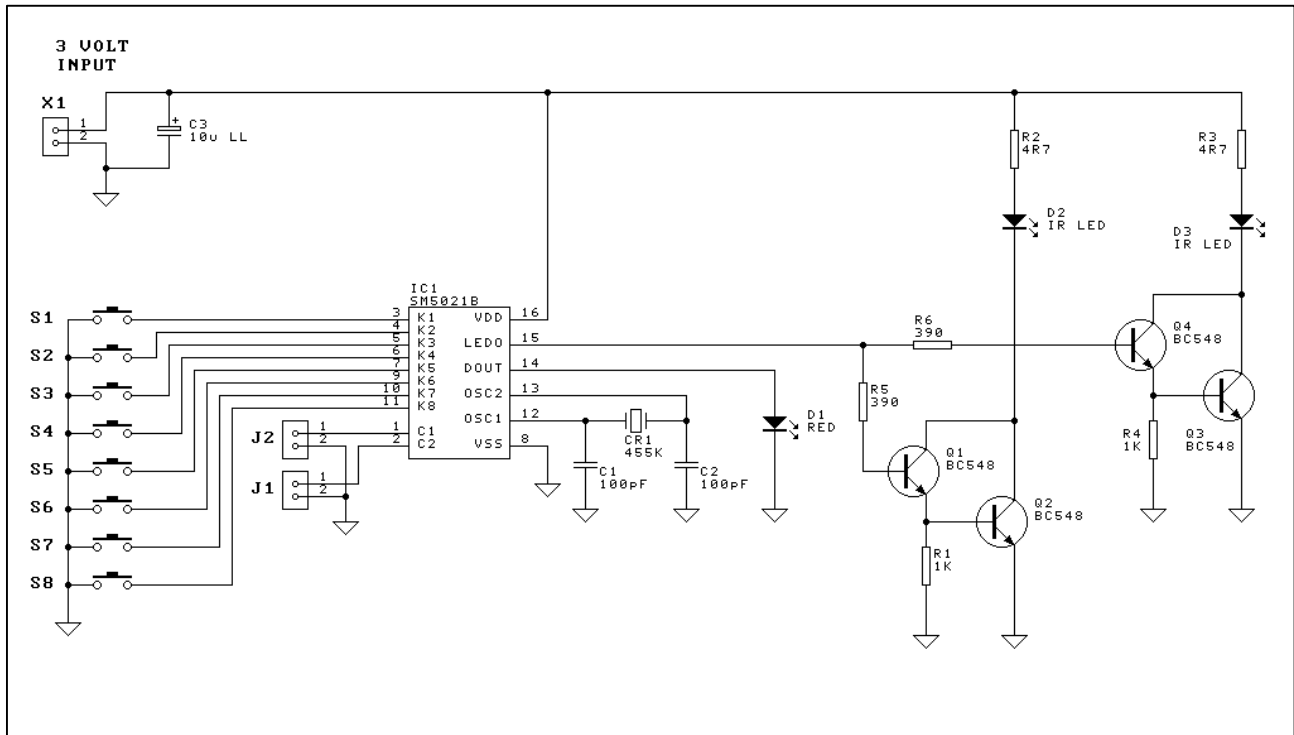 3 VOLT
INPUT
X1
1
2
C3
10u LL
+
R2
4R7
R3
4R7
D2
IR LED
D3
IR LED
IC1
SM5021B
S1
S2
S3
S4
S5
S6
S7
S8
3
4
5
6
7
9
10
11
1
2
K1
K2
K3
K4
K5
K6
K7
K8
C1
C2
VDD
LEDO
DOUT
OSC2
OSC1
VSS
16
15
14
13
12
8
J2
1
2
J1
1
2
CR1
455K
C1
100pF
C2
100pF
D1
RED
R6
390
R5
390
Q1
BC548
Q2
BC548
R1
1K
Q4
BC548
Q3
BC548
R4
1K